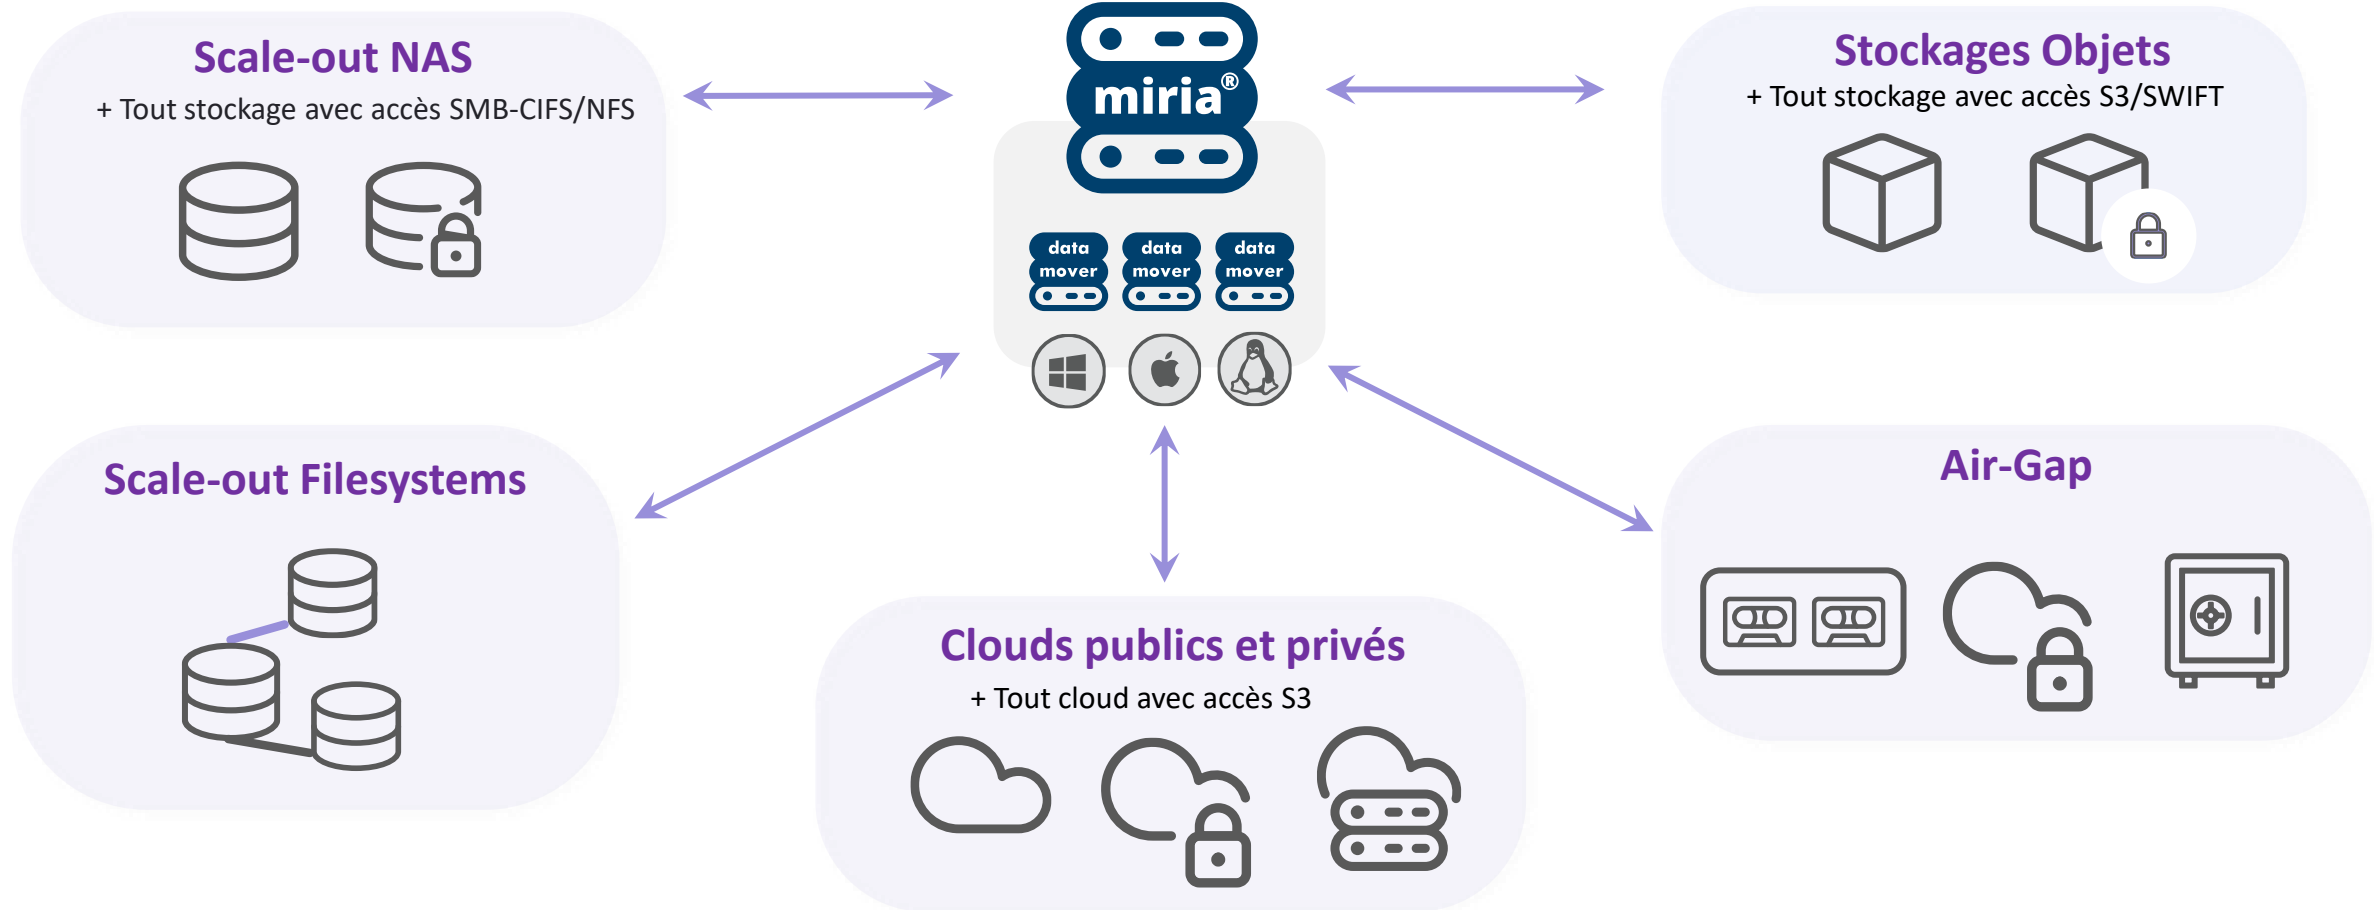 Scale-out NAS
+ Tout stockage avec accès SMB-CIFS/NFS
miria®
data mover
data mover
data mover
Stockages Objets
+ Tout stockage avec accès S3/SWIFT
Scale-out Filesystems
Clouds publics et privés
+ Tout cloud avec accès S3
Air-Gap